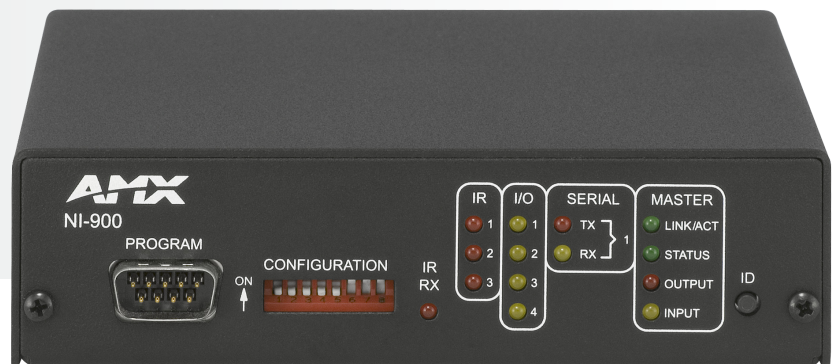 AMX
NI-900
PROGRAM
ON
CONFIGURATION
IR
RX
IR
1
2
3
I/O
1
2
3
4
SERIAL
TX
RX
1
MASTER
LINK/ACT
STATUS
OUTPUT
INPUT
ID